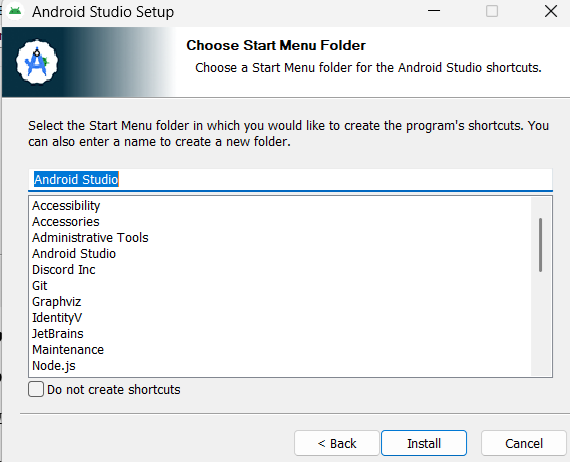 Android Studio Setup
Choose Start Menu Folder
Choose a Start Menu folder for the Android Studio shortcuts.
Select the Start Menu folder in which you would like to create the program's shortcuts. You
can also enter a name to create a new folder.
Android Studio
Accessibility
Accessories
Administrative Tools
Android Studio
Discord Inc
Git
Graphviz
IdentityV
JetBrains
Maintenance
Node.js
Do not create shortcuts
< Back
Install
Cancel